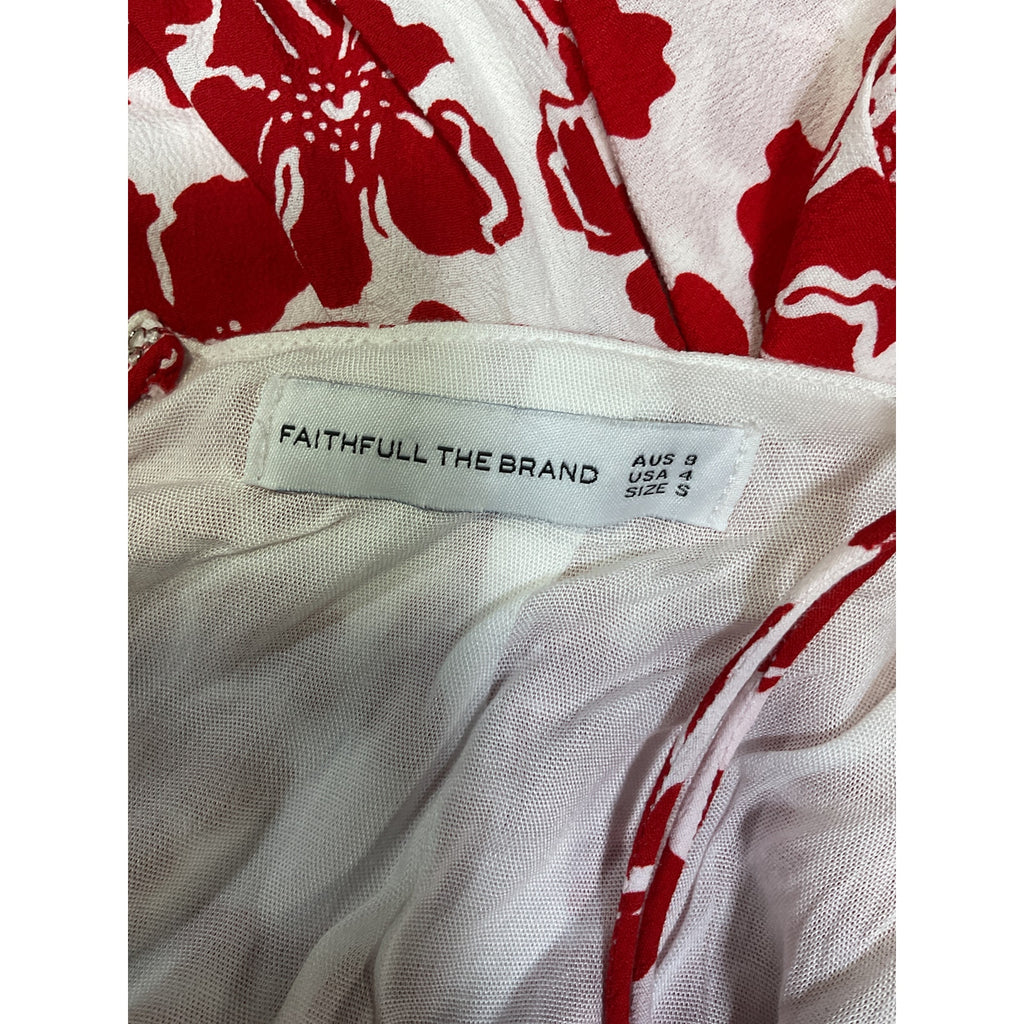 FAITHFULL THE BRAND
AUS 8
USA 4
SIZE S